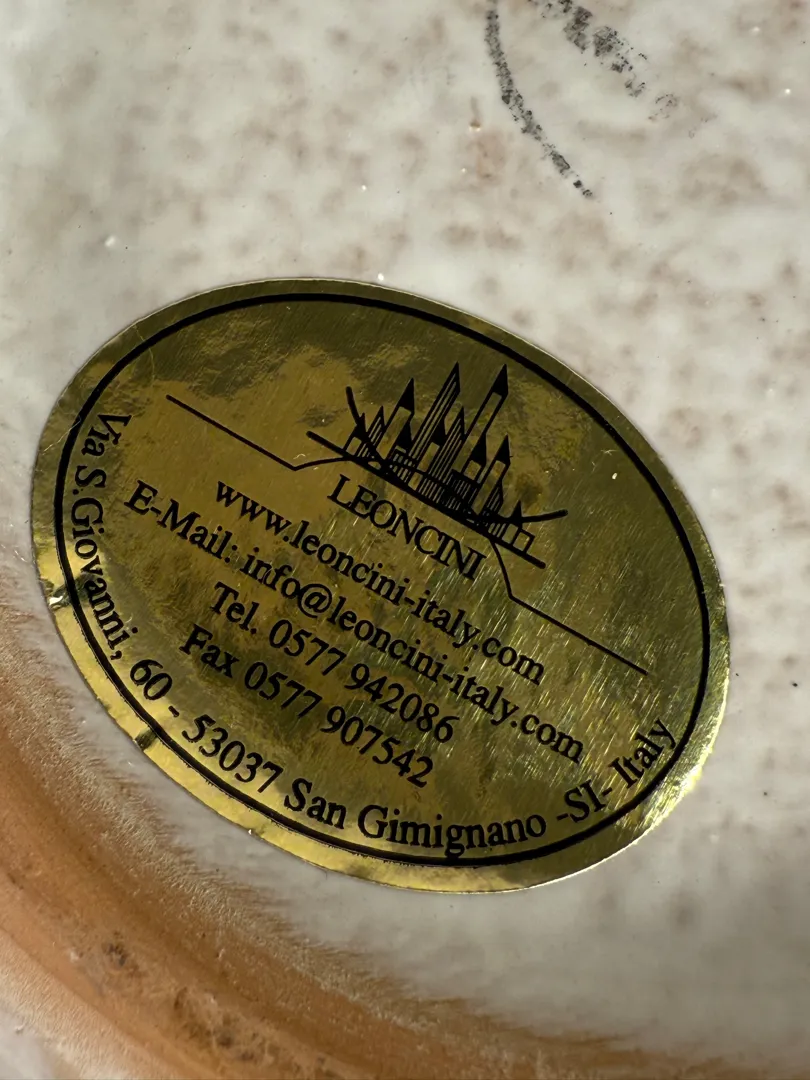 LEONCINI
www.leoncini-italy.com
E-Mail: info@leoncini-italy.com
Tel. 0577 942086
Fax 0577 907542
Via S.Giovanni, 60 - 53037 San Gimignano -SI- Italy